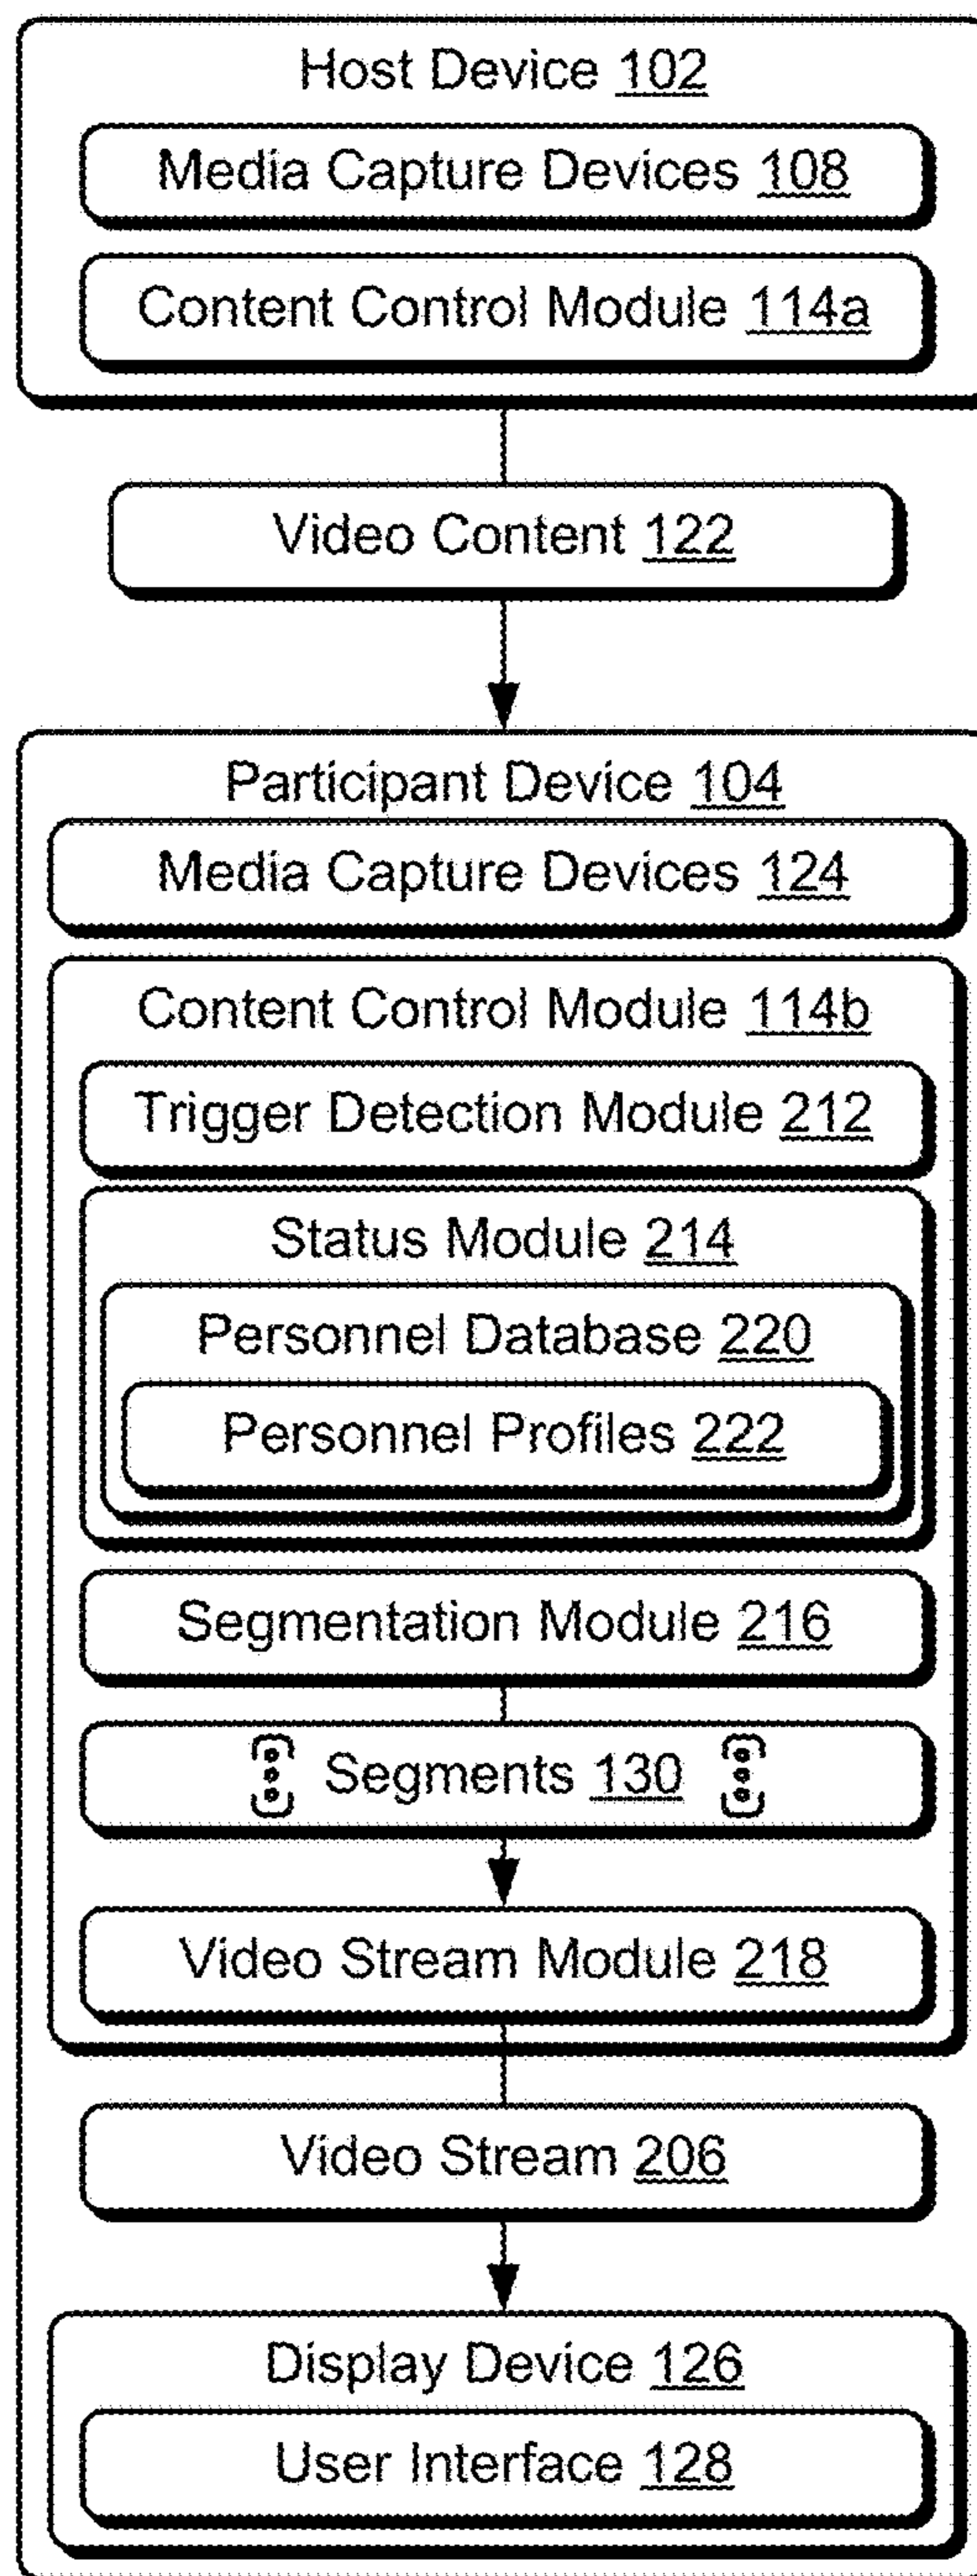 Host Device 102
Media Capture Devices 108
Content Control Module 114a
Video Content 122
Participant Device 104
Media Capture Devices 124
Content Control Module 114b
Trigger Detection Module 212
Status Module 214
Personnel Database 220
Personnel Profiles 222
Segmentation Module 216
Segments 130
Video Stream Module 218
Video Stream 206
Display Device 126
User Interface 128